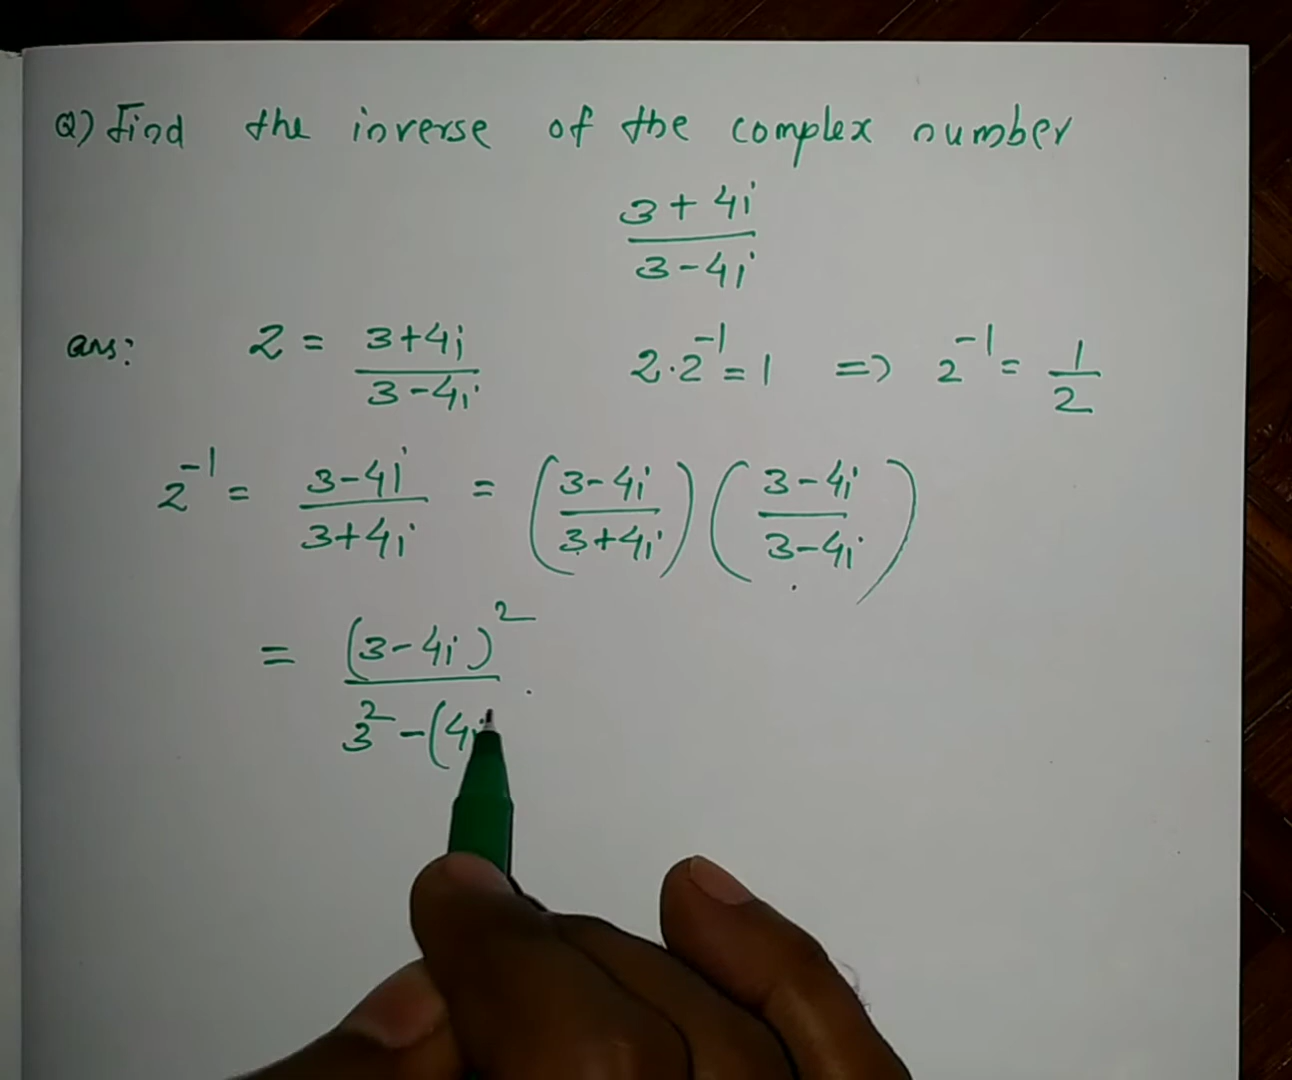 Q) Find the inverse of the complex number
3+4i / 3-4i
ans: z = 3+4i / 3-4i z·z⁻¹ = 1 => z⁻¹ = 1/z
z⁻¹ = 3-4i / 3+4i = (3-4i / 3+4i) (3-4i / 3-4i)
= (3-4i)² / 3² - (4i